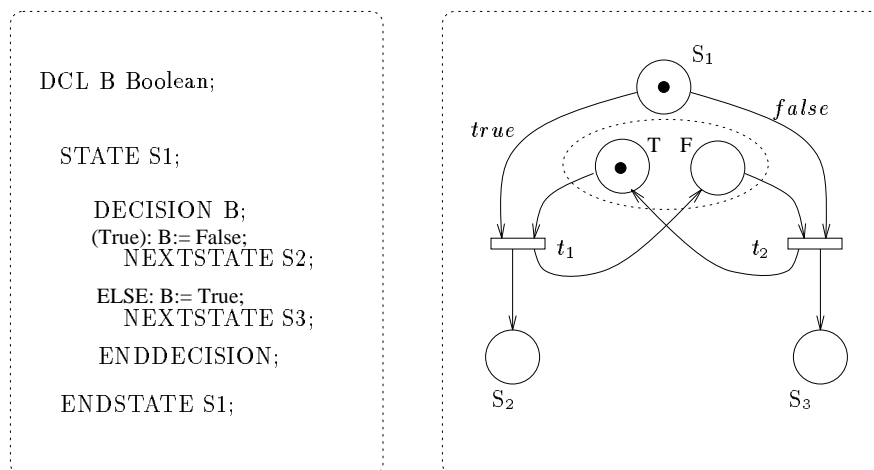 DCL B Boolean;
STATE S1;
DECISION B;
(True): B:= False;
NEXTSTATE S2;
ELSE: B:= True;
NEXTSTATE S3;
ENDDECISION;
ENDSTATE S1;
S1
true
false
T F
t1
t2
S2
S3